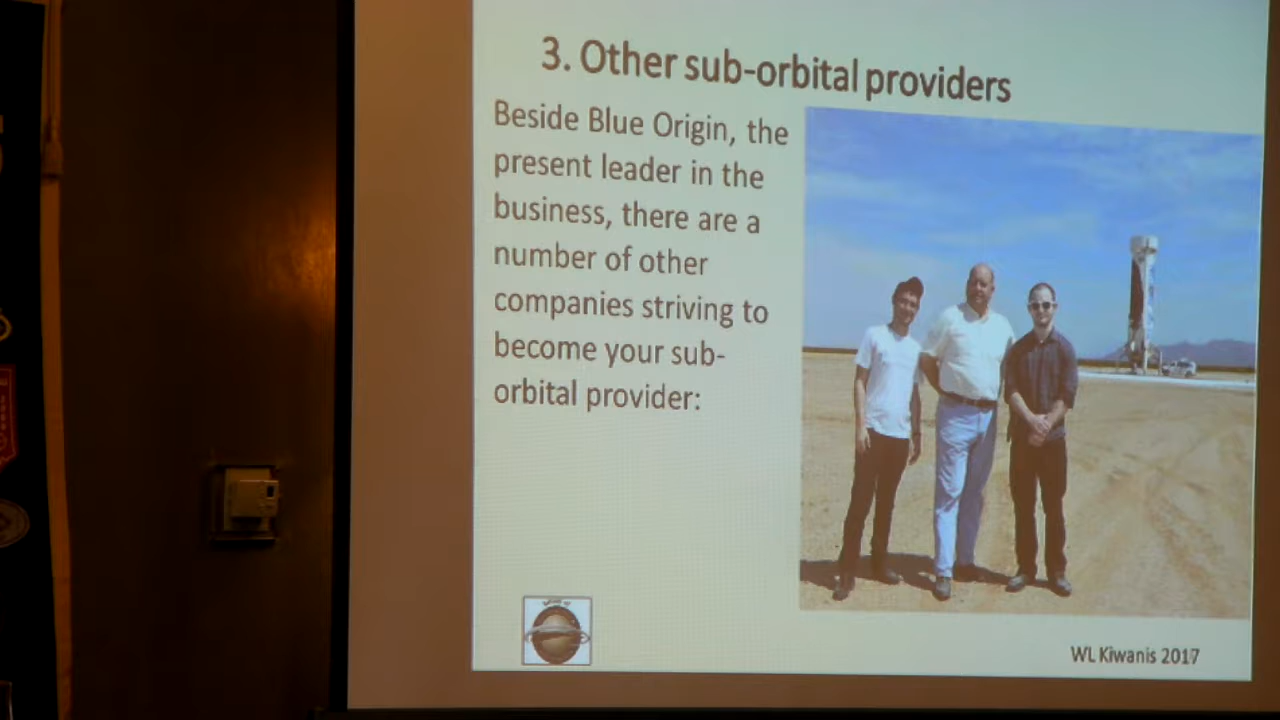 3. Other sub-orbital providers
Beside Blue Origin, the
present leader in the
business, there are a
number of other
companies striving to
become your sub-
orbital provider:
WL Kiwanis 2017